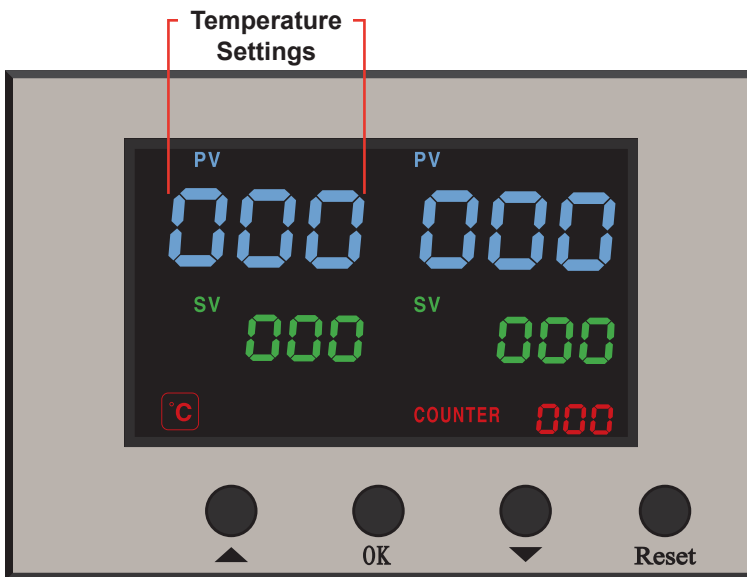 Temperature
Settings
PV PV
000 000
SV SV
000 000
°C COUNTER 000
▲ OK ▼ Reset